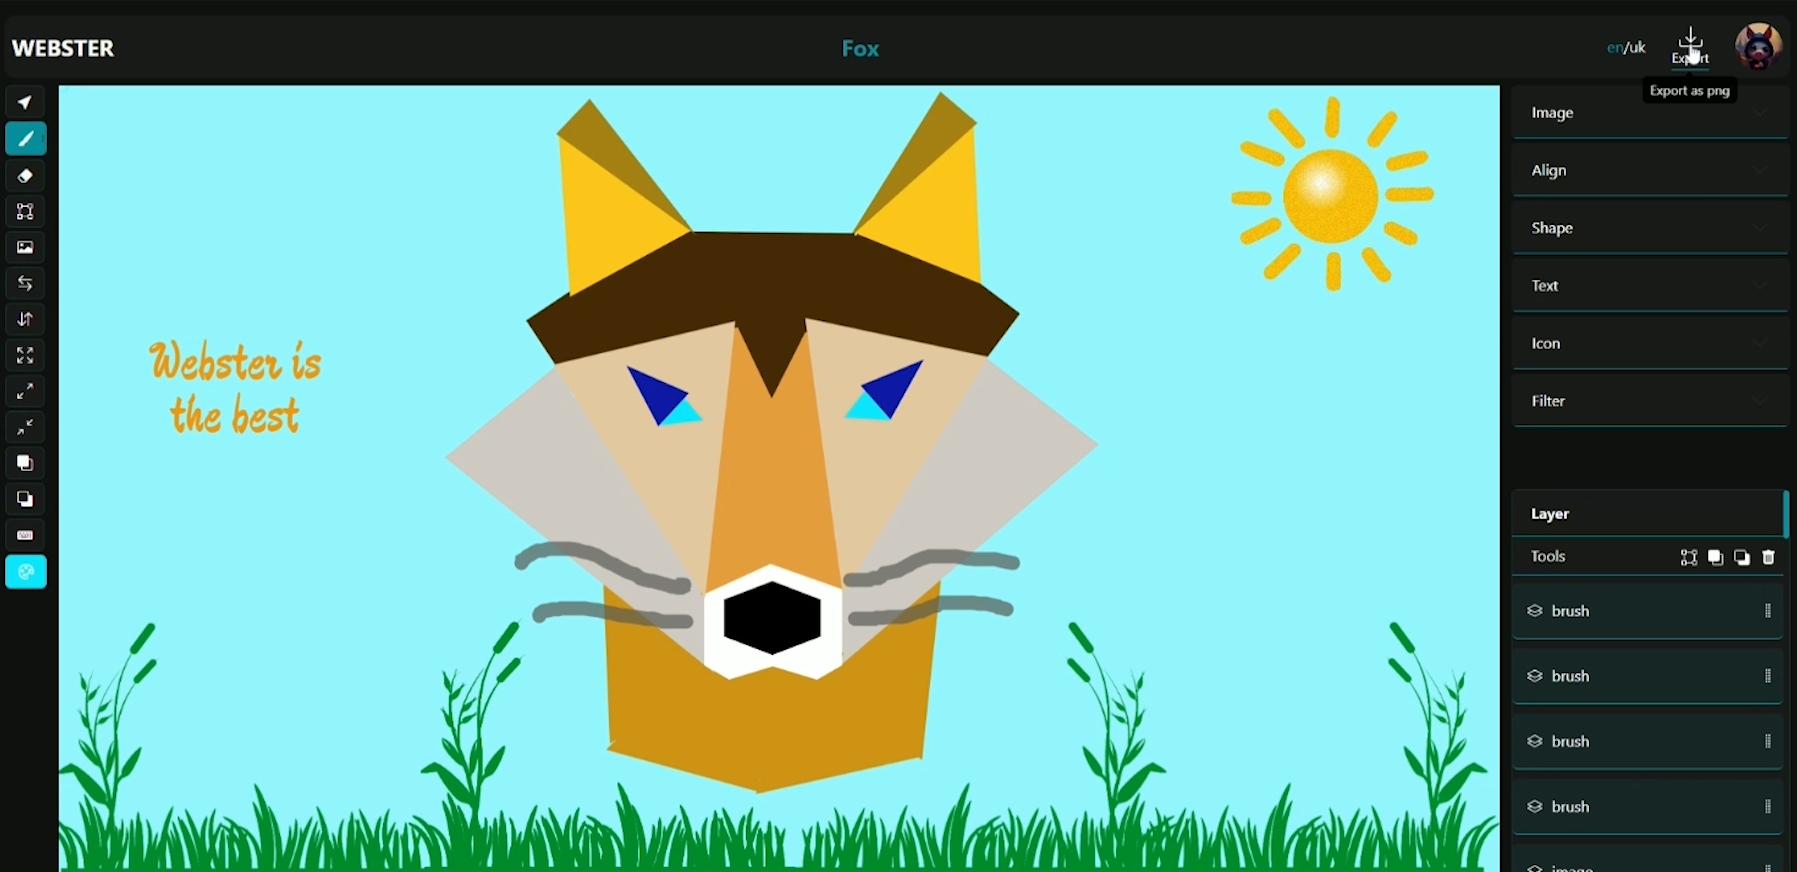 WEBSTER
Fox
en/uk
Export
Export as png
Image
Align
Shape
Text
Icon
Filter
Webster is
the best
Layer
Tools
brush
brush
brush
brush
image